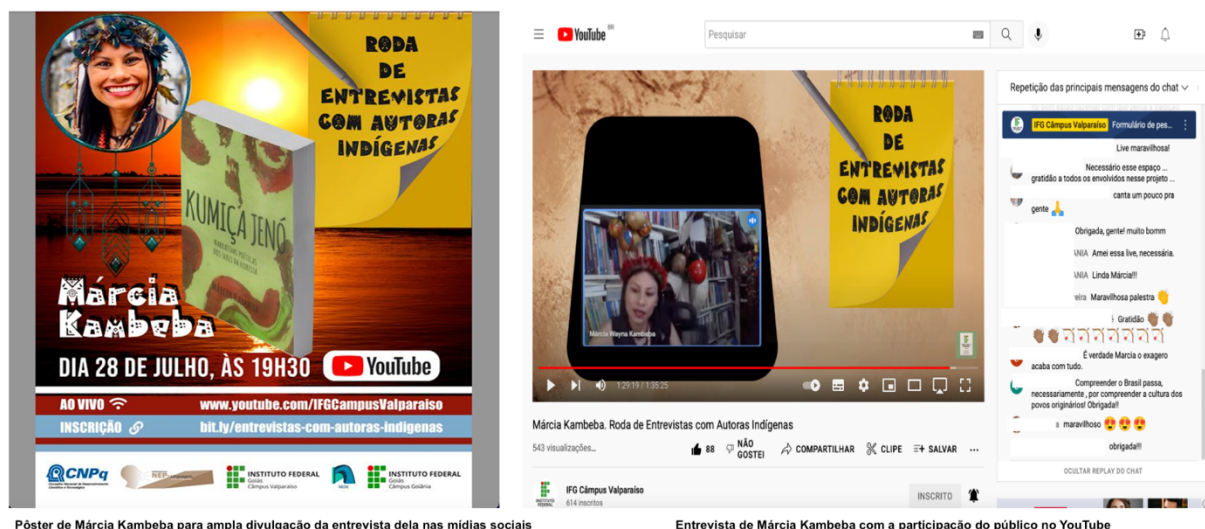 RODA
DE
ENTREVISTAS
COM AUTORAS
INDÍGENAS
KUMIÇÁ JENÓ
Márcia
Kambeba
DIA 28 DE JULHO, ÀS 19H30 YouTube
AO VIVO www.youtube.com/IFGCampusValparaiso
INSCRIÇÃO bit.ly/entrevistas-com-autoras-indigenas
CNPq
INSTITUTO FEDERAL
Goiás
Câmpus Valparaíso
INSTITUTO FEDERAL
Goiás
Câmpus Goiânia
Pôster de Márcia Kambeba para ampla divulgação da entrevista dela nas mídias sociais
YouTube BR
Pesquisar
RODA
DE
ENTREVISTAS
COM AUTORAS
INDÍGENAS
Márcia Wayna Kambeba
1:29:19 / 1:35:25
Márcia Kambeba. Roda de Entrevistas com Autoras Indígenas
543 visualizações...
88
NÃO
GOSTEI
COMPARTILHAR
CLIPE
SALVAR
IFG Câmpus Valparaíso
614 inscritos
INSCRITO
Repetição das principais mensagens do chat
IFG Câmpus Valparaíso Formulário de pes...
Live maravilhosa!
Necessário esse espaço ...
gratidão a todos os envolvidos nesse projeto ...
canta um pouco pra
gente 🙏
Obrigada, gente! muito bomm
ANIA Amei essa live, necessária.
ANIA Linda Márcia!!!
eira Maravilhosa palestra 👏
Gratidão
É verdade Marcia o exagero
acaba com tudo.
Compreender o Brasil passa,
necessariamente , por compreender a cultura dos
povos originários! Obrigada!!
a maravilhoso 😍😍😍
obrigada!!!
OCULTAR REPLAY DO CHAT
Entrevista de Márcia Kambeba com a participação do público no YouTube